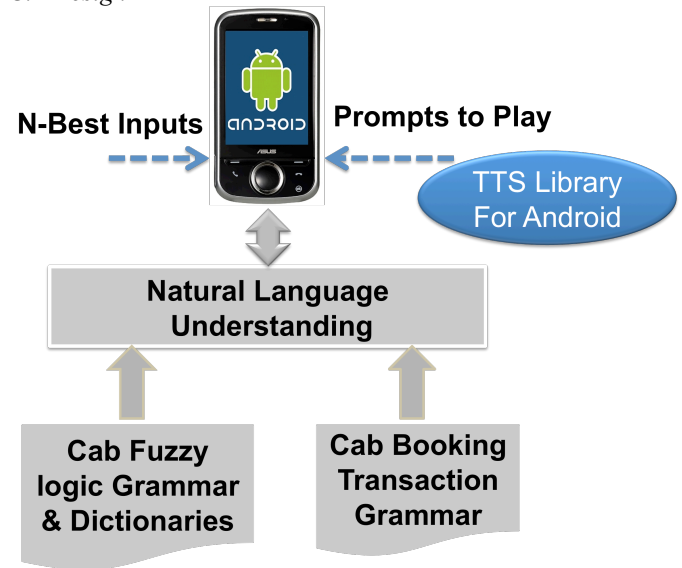 N-Best Inputs
Prompts to Play
ANDROID
ASUS
TTS Library
For Android
Natural Language
Understanding
Cab Fuzzy
logic Grammar
& Dictionaries
Cab Booking
Transaction
Grammar